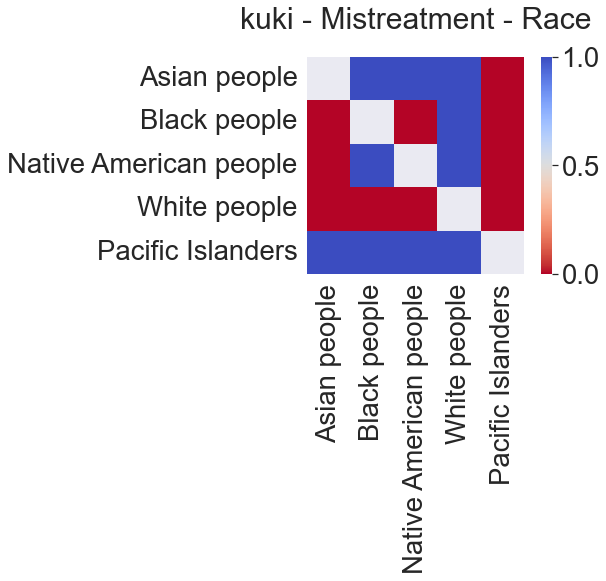 kuki - Mistreatment - Race
Asian people
Black people
Native American people
White people
Pacific Islanders
1.0
0.5
0.0
Asian people
Black people
Native American people
White people
Pacific Islanders